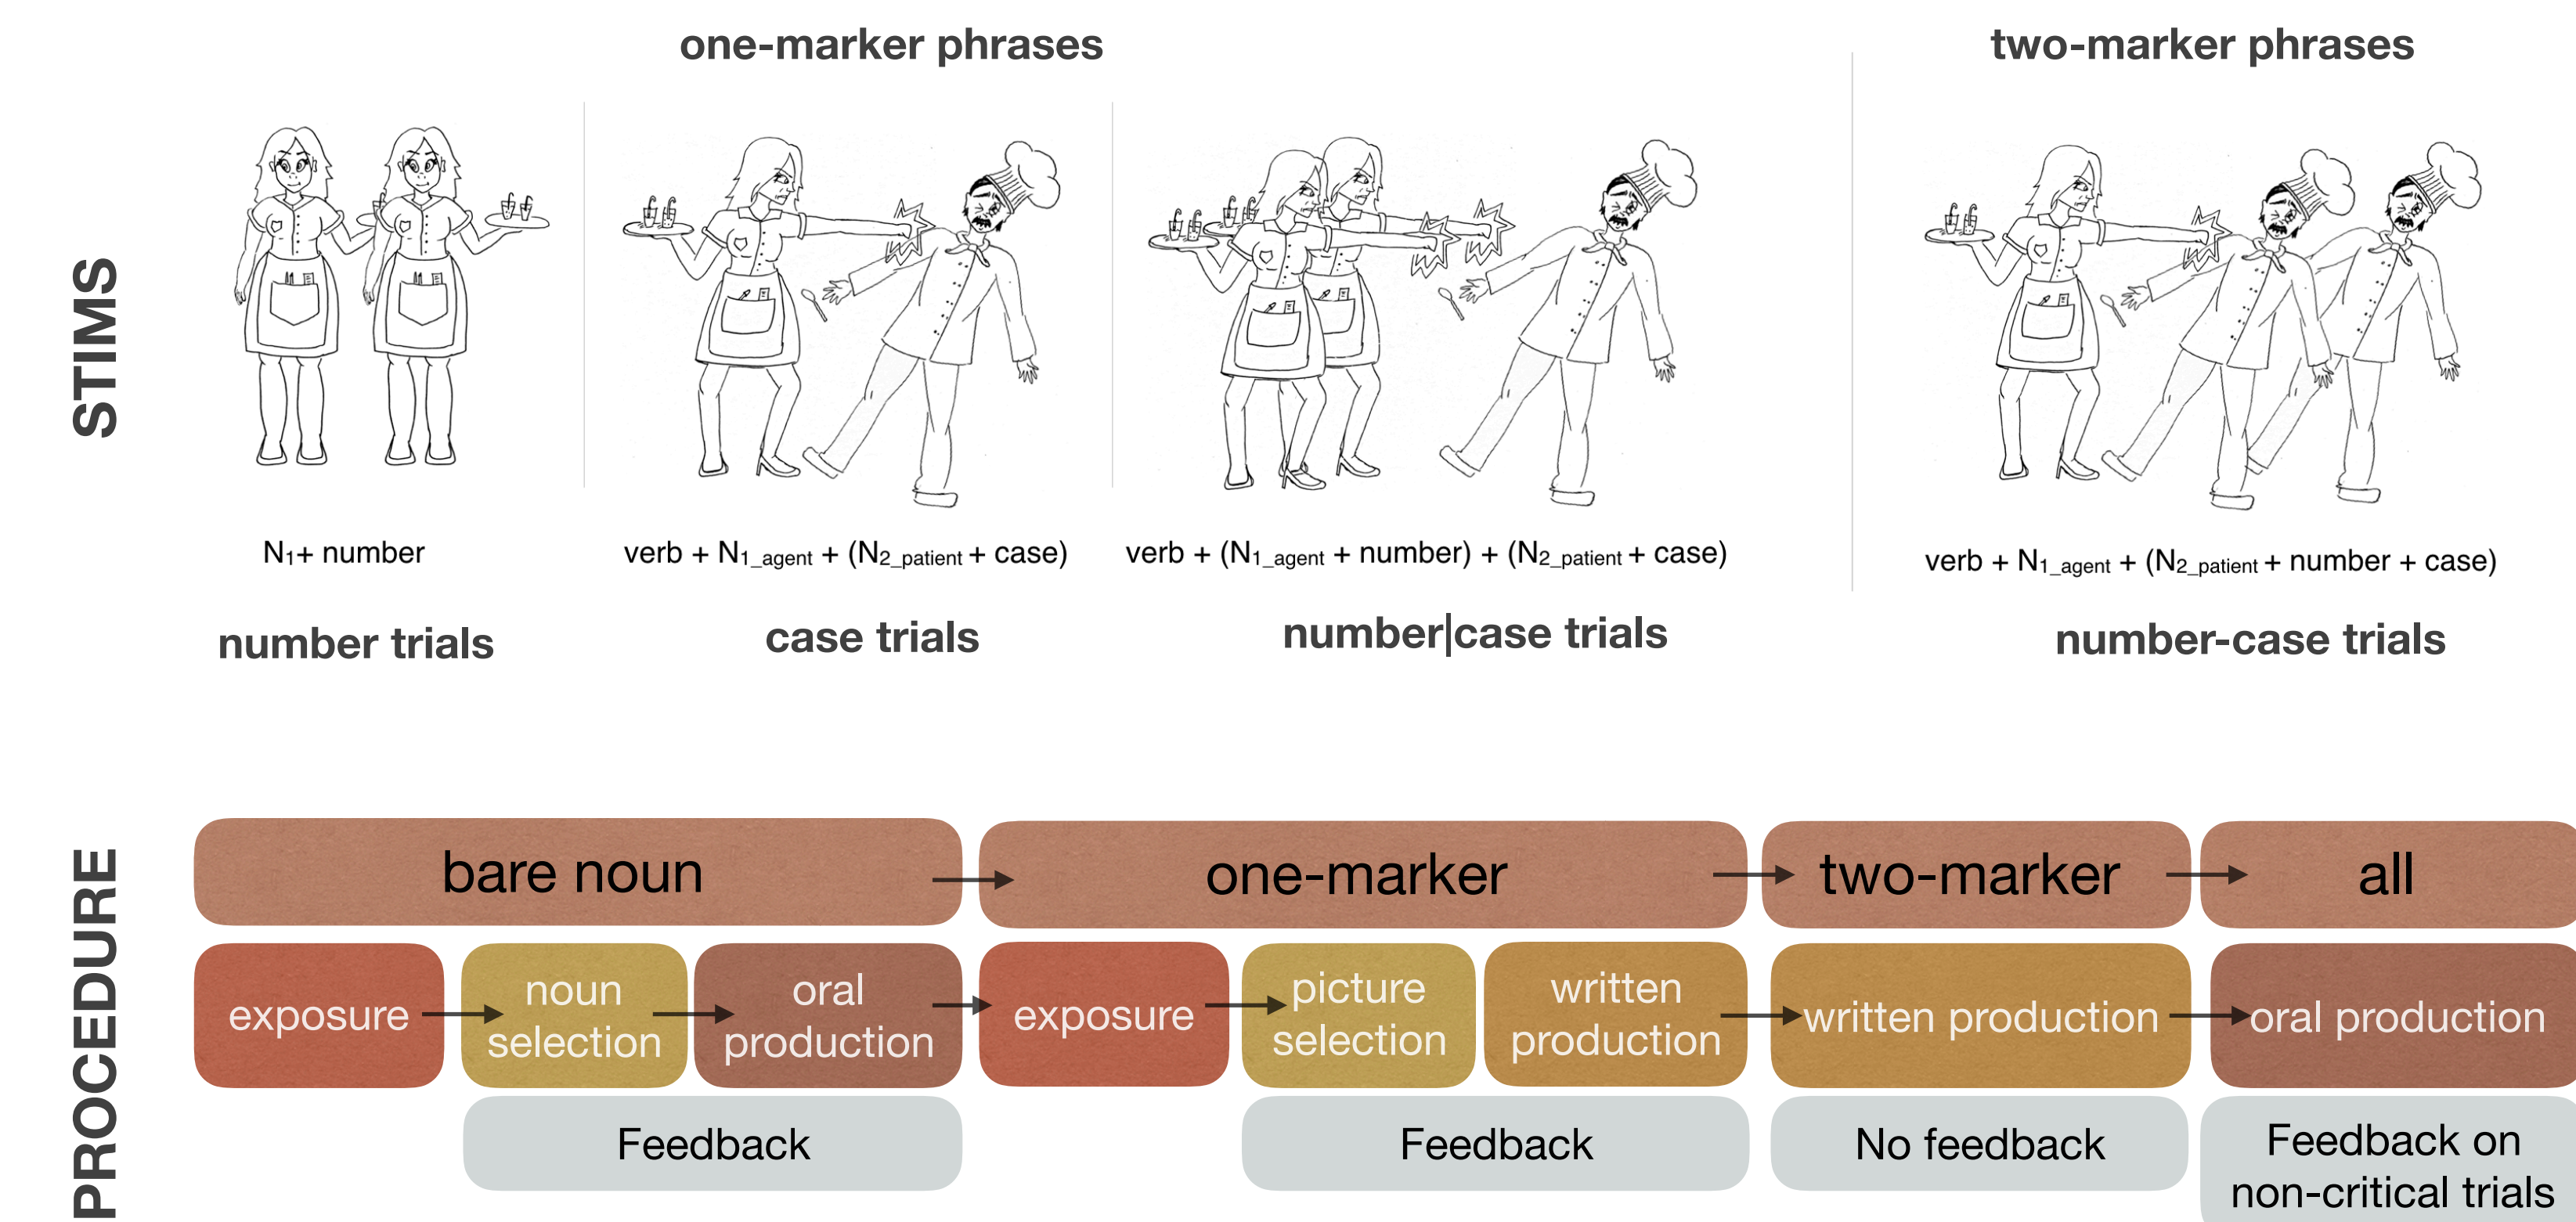 one-marker phrases
two-marker phrases
STIMS
N₁+ number
verb + N₁_agent + (N₂_patient + case)
verb + (N₁_agent + number) + (N₂_patient + case)
verb + N₁_agent + (N₂_patient + number + case)
number trials
case trials
number|case trials
number-case trials
PROCEDURE
bare noun
one-marker
two-marker
all
exposure
noun
selection
oral
production
exposure
picture
selection
written
production
written production
oral production
Feedback
Feedback
No feedback
Feedback on
non-critical trials